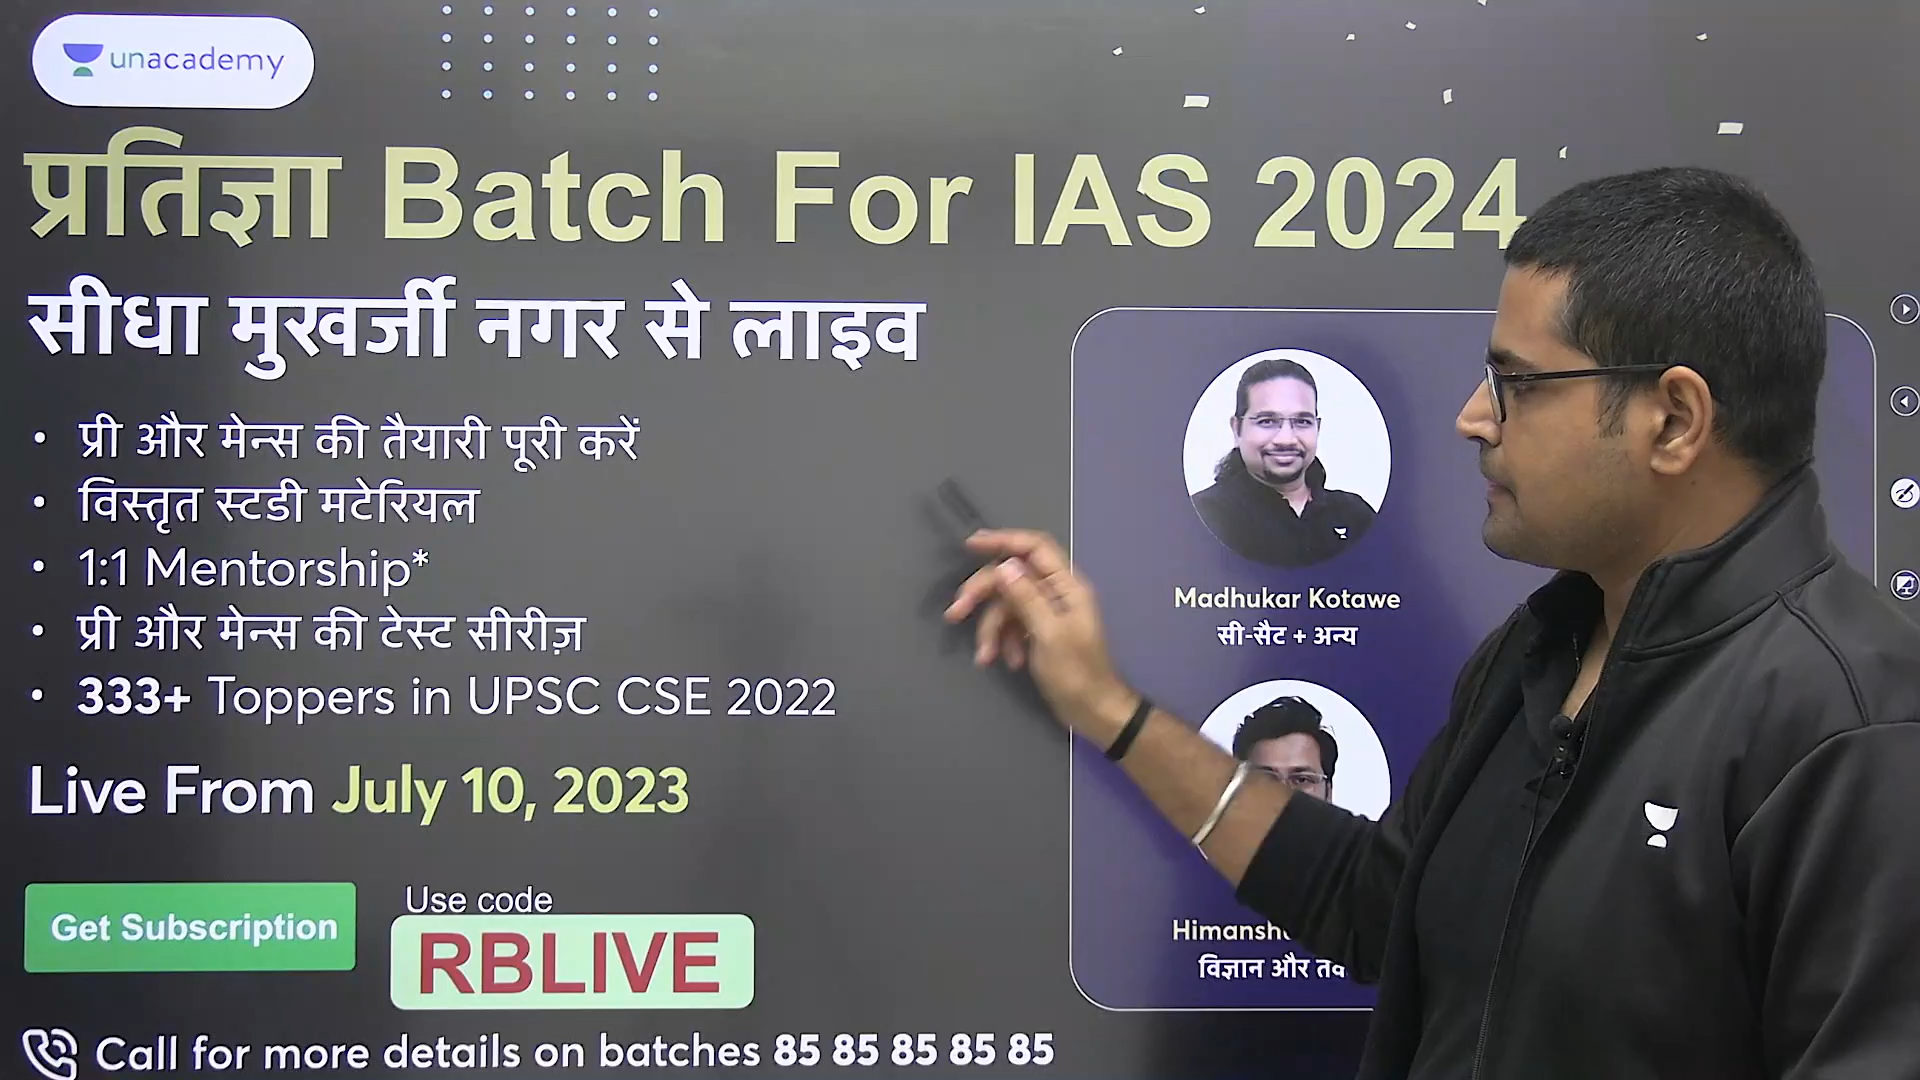 unacademy
प्रतिज्ञा Batch For IAS 2024
सीधा मुखर्जी नगर से लाइव
• प्री और मेन्स की तैयारी पूरी करें
• विस्तृत स्टडी मटेरियल
• 1:1 Mentorship*
• प्री और मेन्स की टेस्ट सीरीज़
• 333+ Toppers in UPSC CSE 2022
Live From July 10, 2023
Get Subscription
Use code
RBLIVE
Call for more details on batches 85 85 85 85 85
Madhukar Kotawe
सी-सैट + अन्य
विज्ञान और